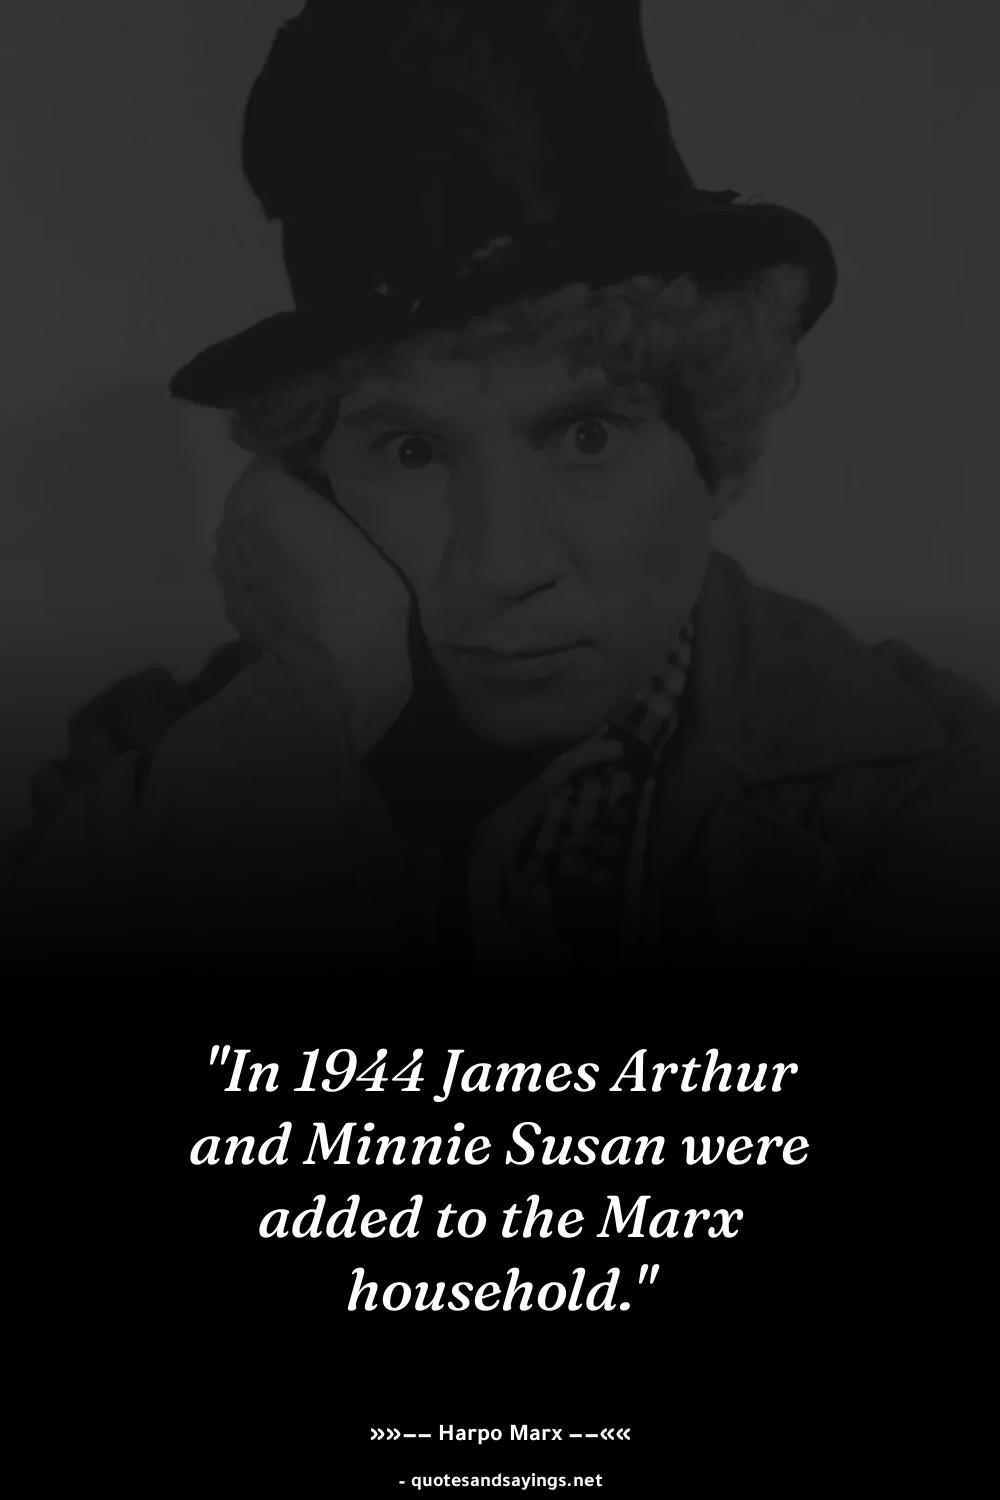 "In 1944 James Arthur
and Minnie Susan were
added to the Marx
household."
»»–– Harpo Marx ––««
- quotesandsayings.net